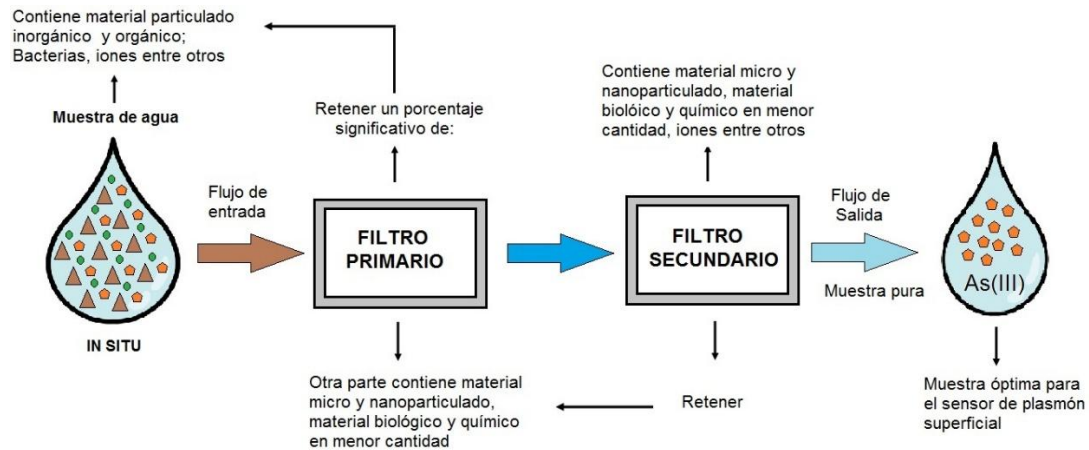 Contiene material particulado
inorgánico y orgánico;
Bacterias, iones entre otros
Muestra de agua
IN SITU
Flujo de
entrada
Retener un porcentaje
significativo de:
FILTRO
PRIMARIO
Otra parte contiene material
micro y nanoparticulado,
material biológico y químico
en menor cantidad
Contiene material micro y
nanoparticulado, material
biolóico y químico en menor
cantidad, iones entre otros
FILTRO
SECUNDARIO
Retener
Flujo de
Salida
Muestra pura
As(III)
Muestra óptima para
el sensor de plasmón
superficial